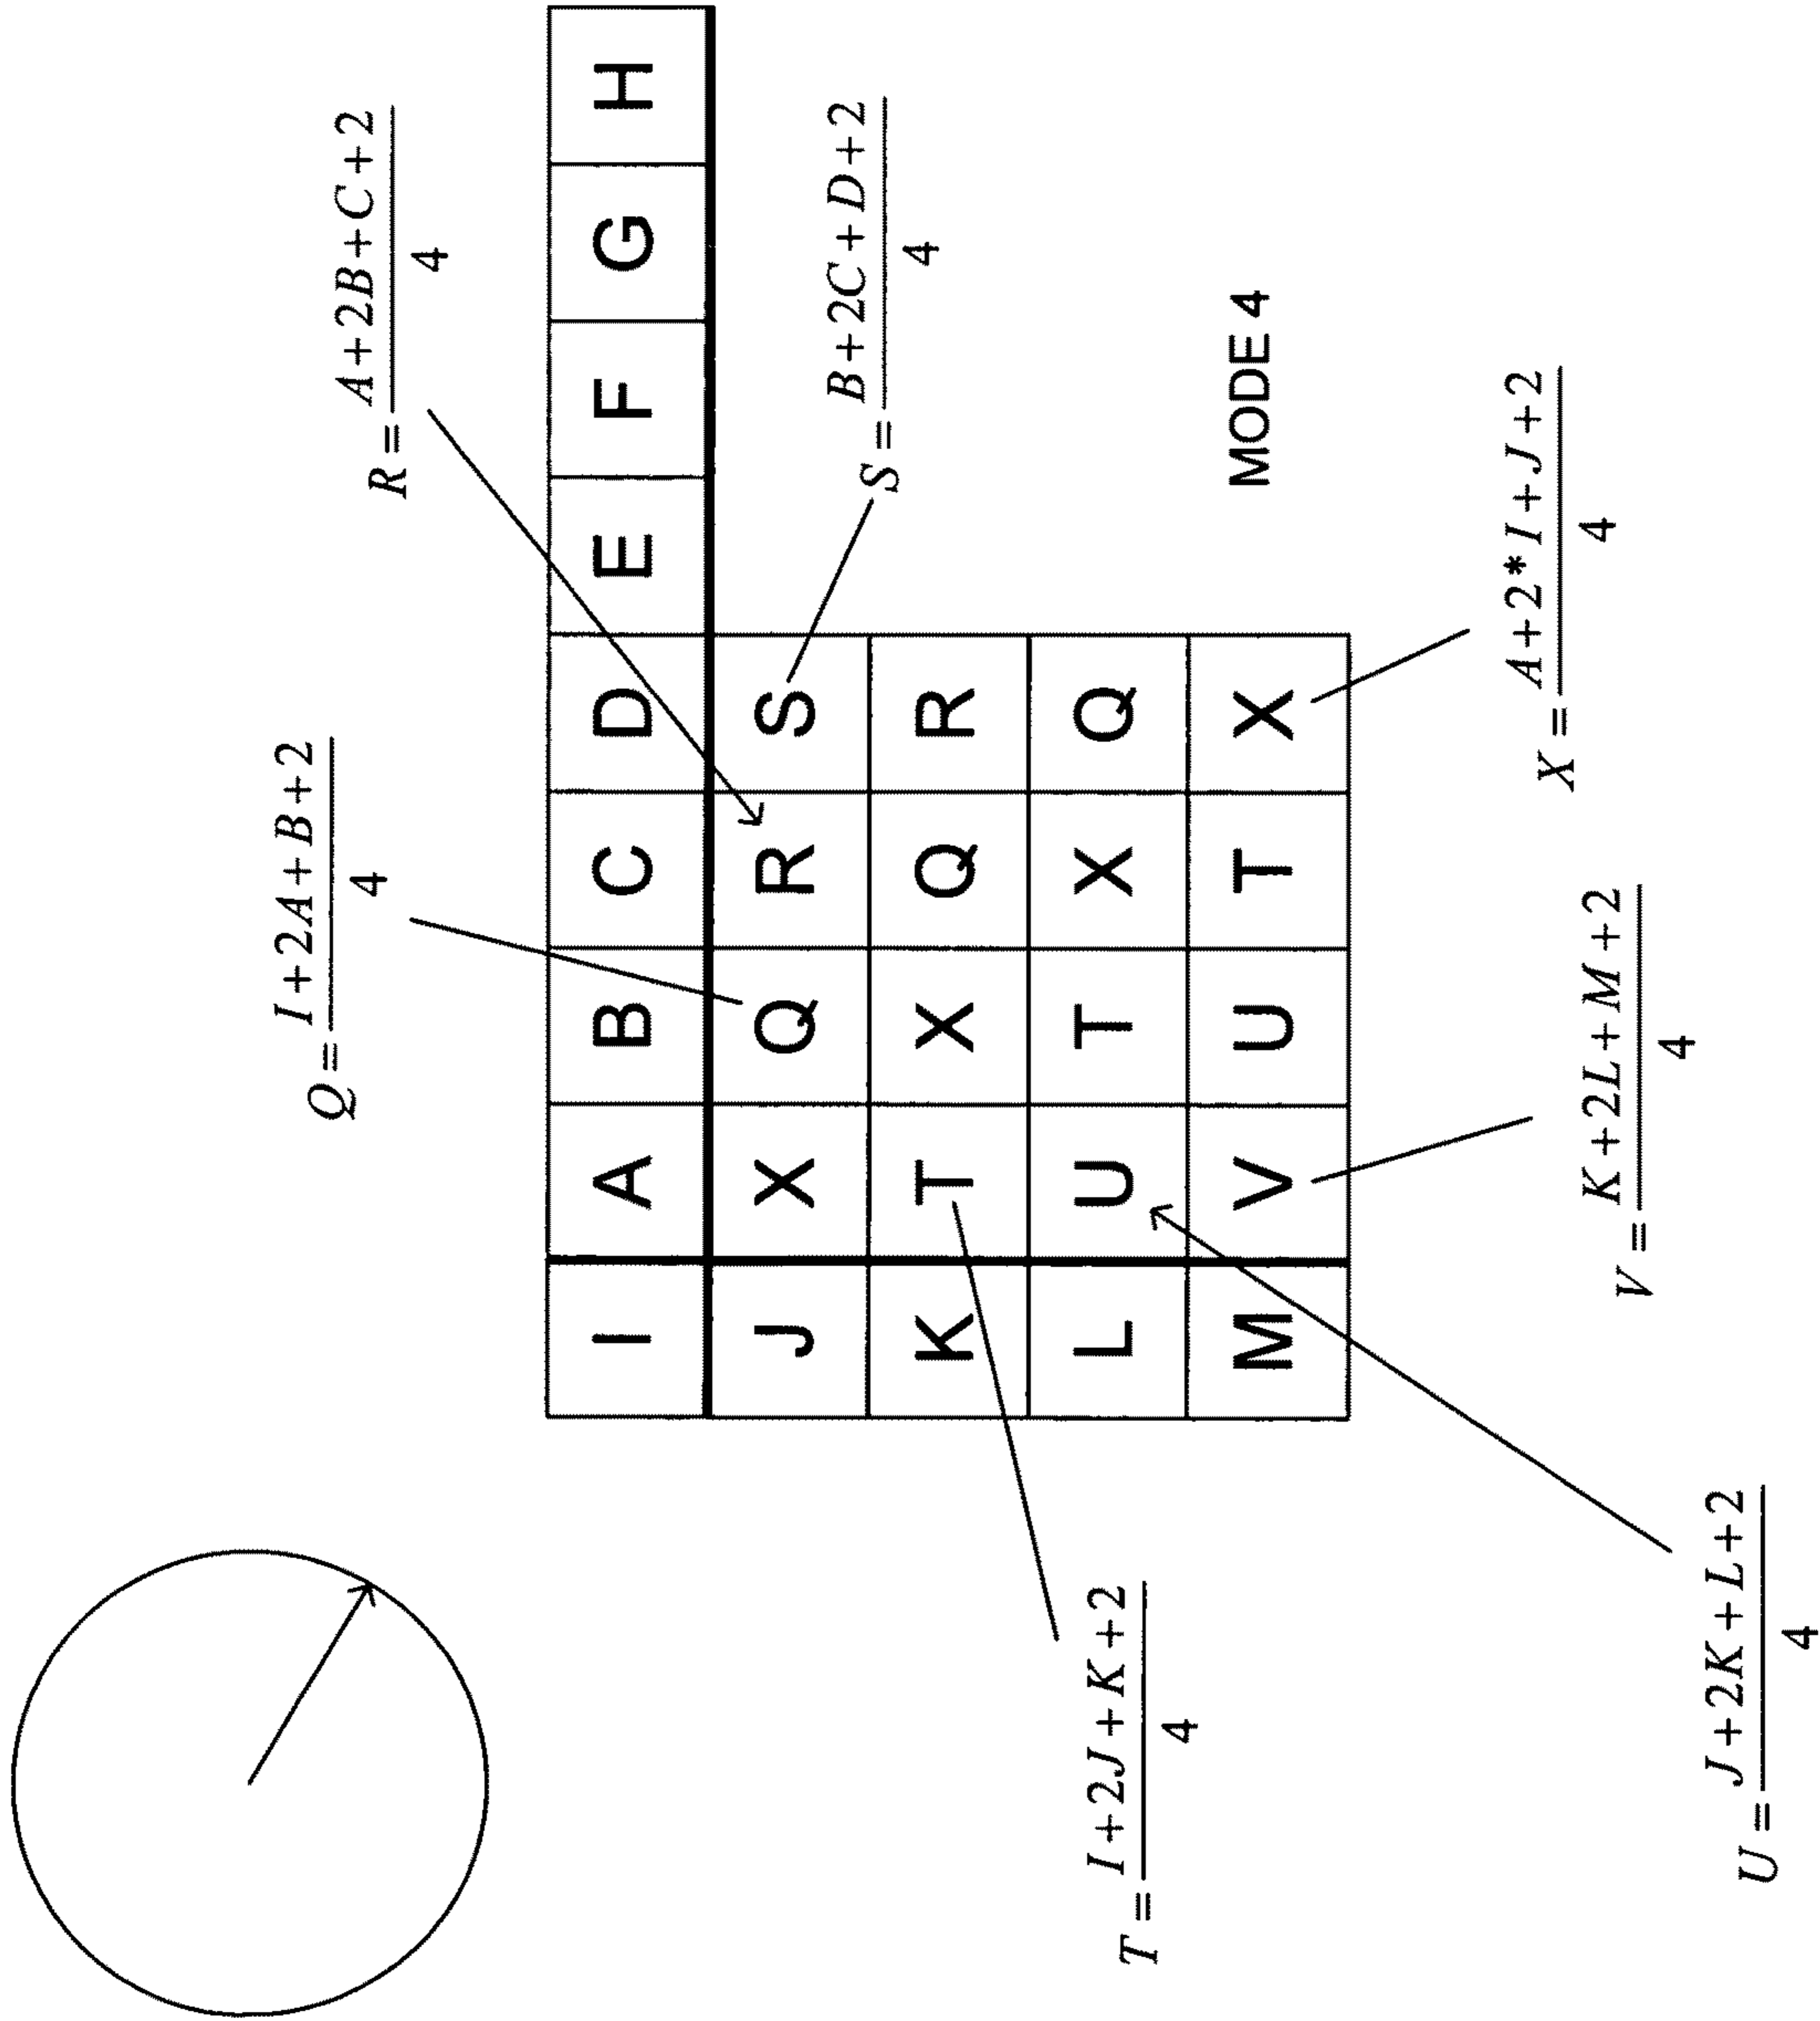 Q = I+2A+B+2
4
R = A+2B+C+2
4
I A B C D E F G H
J X Q R S
S = B+2C+D+2
4
K T X Q R
L U T X Q
T = I+2J+K+2
4
M V U T X
MODE 4
X = A+2*I+J+2
4
V = K+2L+M+2
4
U = J+2K+L+2
4